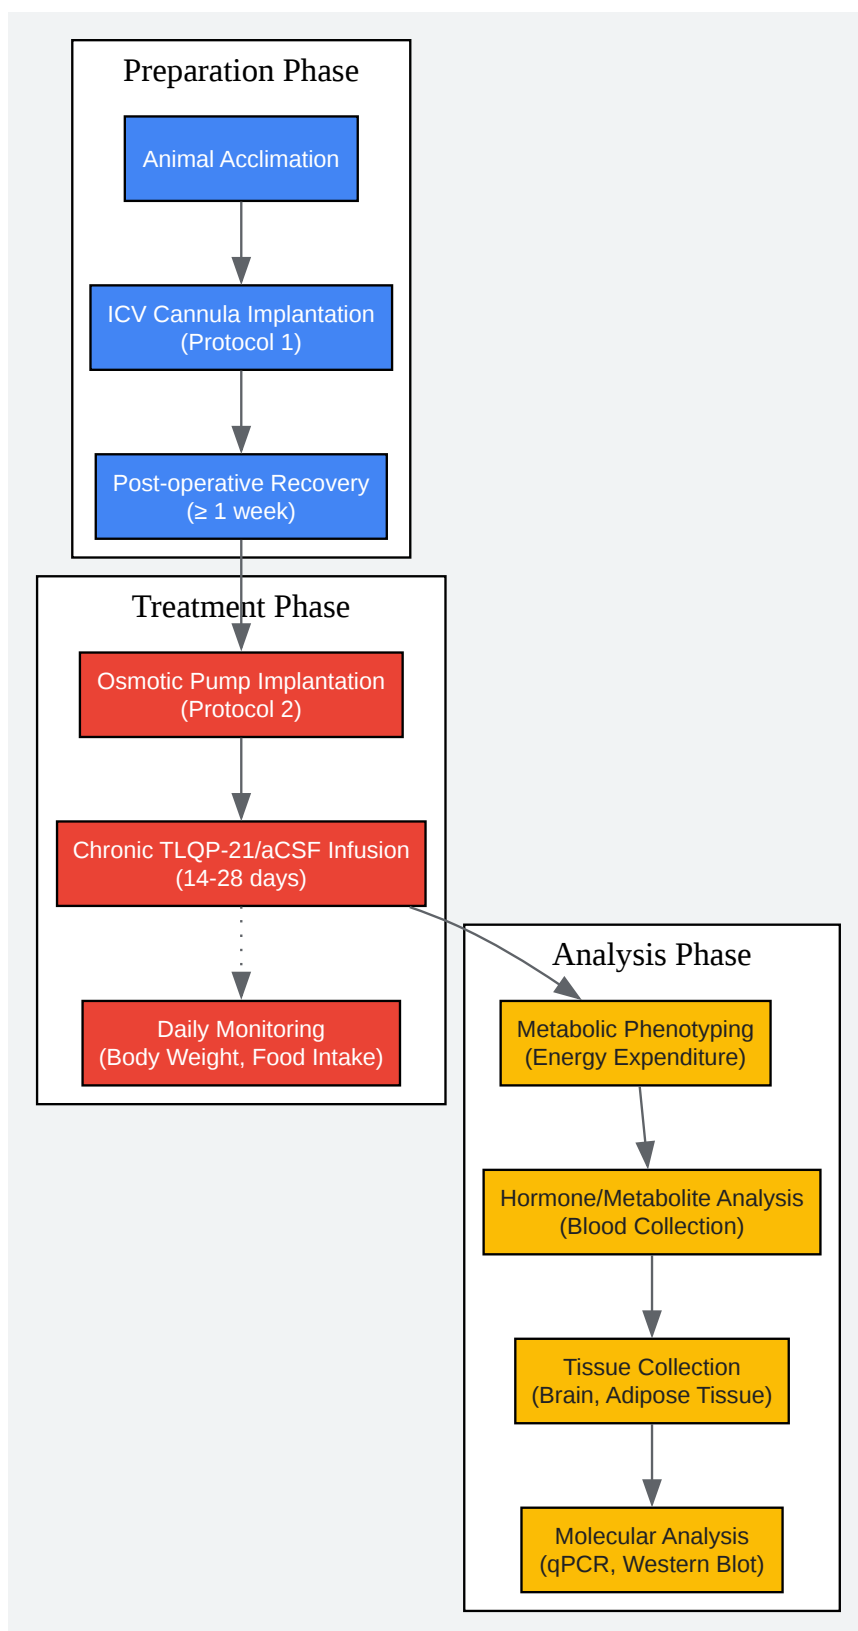 Preparation Phase
Animal Acclimation
ICV Cannula Implantation
(Protocol 1)
Post-operative Recovery
(≥ 1 week)
Treatment Phase
Osmotic Pump Implantation
(Protocol 2)
Chronic TLQP-21/aCSF Infusion
(14-28 days)
Daily Monitoring
(Body Weight, Food Intake)
Analysis Phase
Metabolic Phenotyping
(Energy Expenditure)
Hormone/Metabolite Analysis
(Blood Collection)
Tissue Collection
(Brain, Adipose Tissue)
Molecular Analysis
(qPCR, Western Blot)